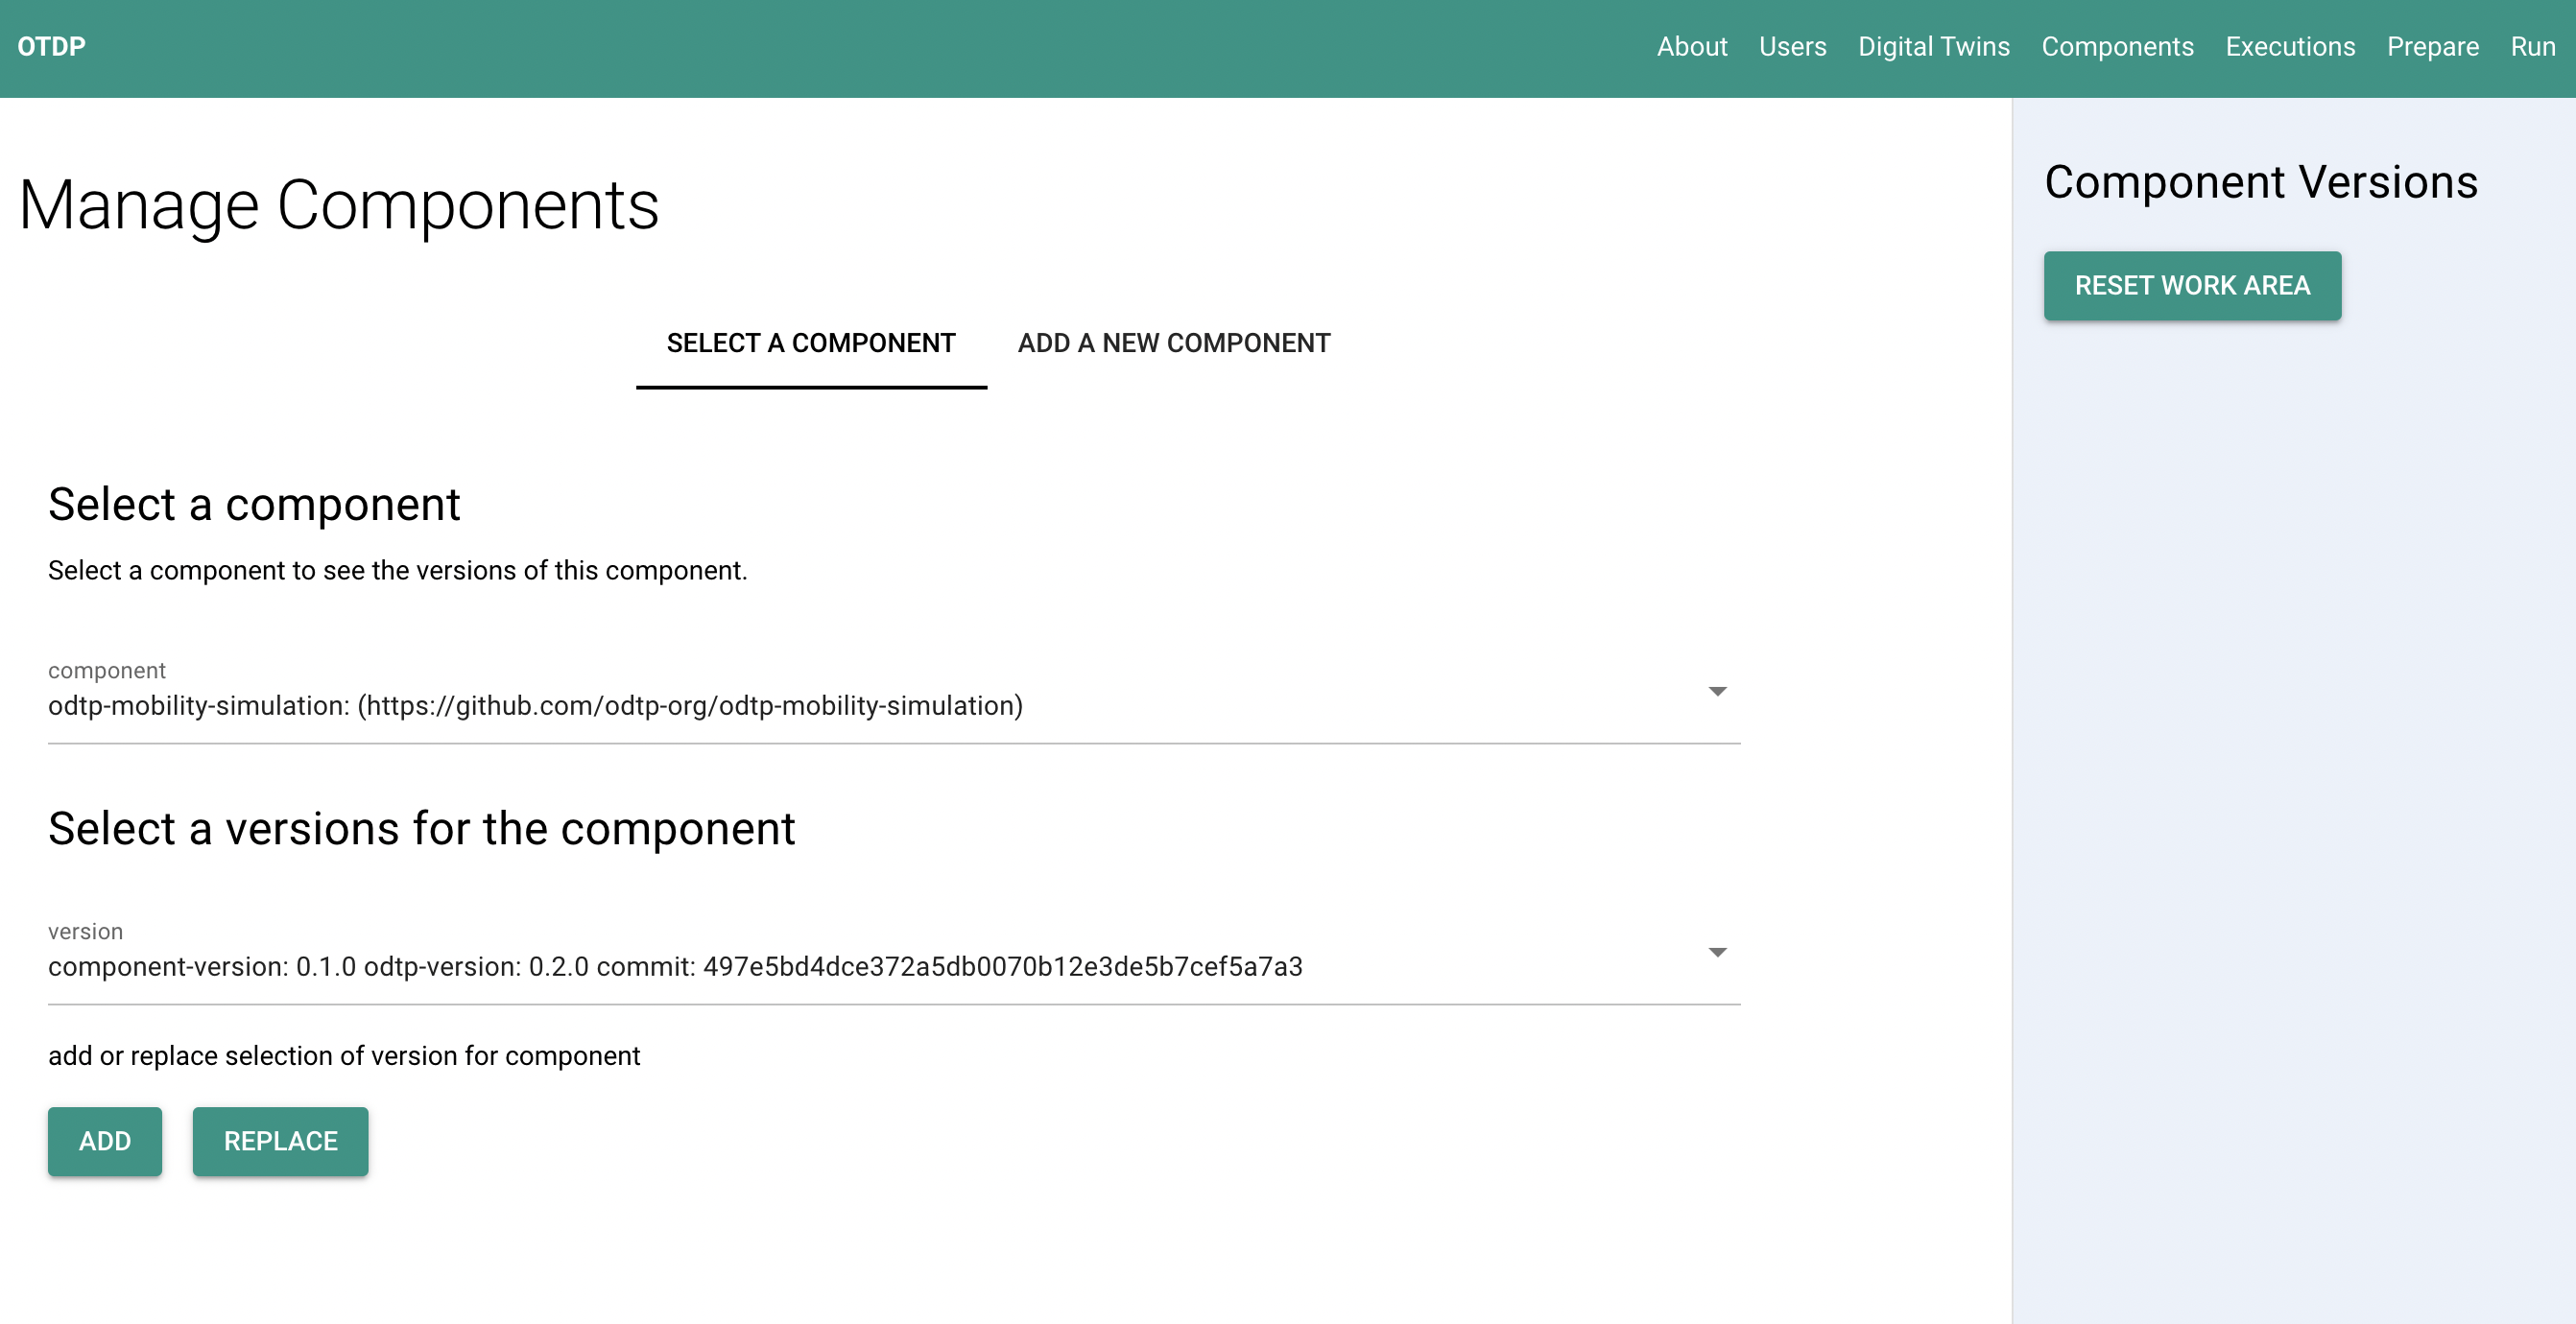 OTDP
About Users Digital Twins Components Executions Prepare Run
Manage Components
SELECT A COMPONENT ADD A NEW COMPONENT
Select a component
Select a component to see the versions of this component.
component
odtp-mobility-simulation: (https://github.com/odtp-org/odtp-mobility-simulation)
Select a versions for the component
version
component-version: 0.1.0 odtp-version: 0.2.0 commit: 497e5bd4dce372a5db0070b12e3de5b7cef5a7a3
add or replace selection of version for component
ADD REPLACE
Component Versions
RESET WORK AREA